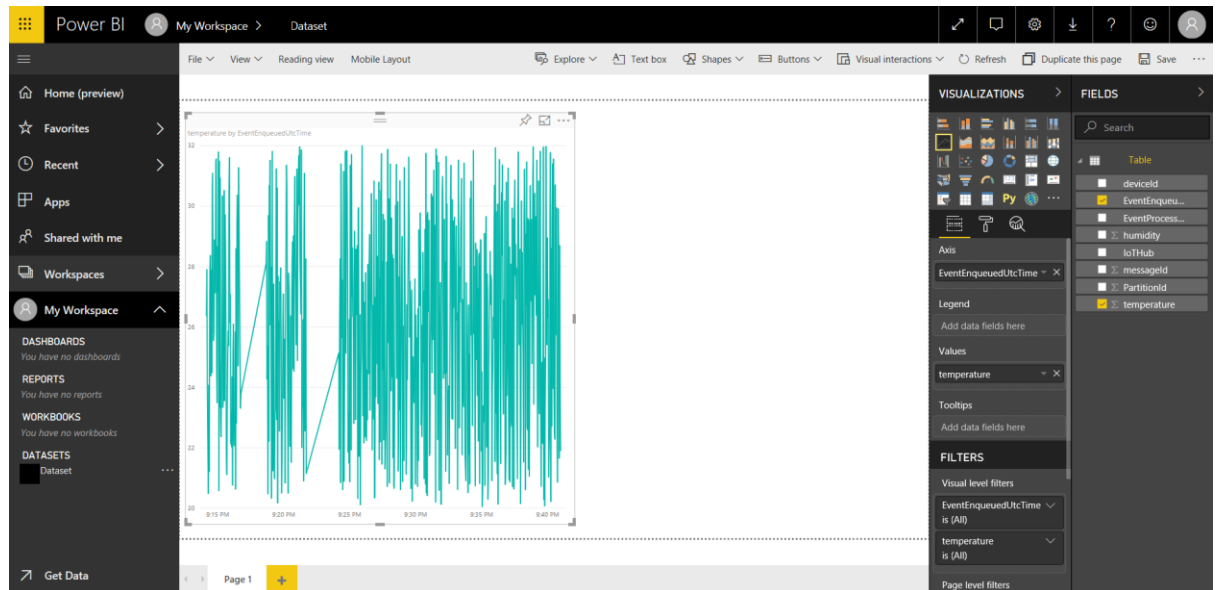 Power BI
My Workspace > Dataset
File View Reading view Mobile Layout Explore Text box Shapes Buttons Visual interactions Refresh Duplicate this page Save
Home (preview)
Favorites
Recent
Apps
Shared with me
Workspaces
My Workspace
DASHBOARDS
You have no dashboards
REPORTS
You have no reports
WORKBOOKS
You have no workbooks
DATASETS
Dataset
Get Data
temperature by EventEnqueuedUtcTime
32
30
28
26
24
22
20
9:15 PM 9:20 PM 9:25 PM 9:30 PM 9:35 PM 9:40 PM
Page 1
VISUALIZATIONS
Py
Axis
EventEnqueuedUtcTime
Legend
Add data fields here
Values
temperature
Tooltips
Add data fields here
FILTERS
Visual level filters
EventEnqueuedUtcTime
is (All)
temperature
is (All)
Page level filters
FIELDS
Search
Table
deviceId
EventEnqueu...
EventProcess...
Σ humidity
IoTHub
Σ messageId
Σ PartitionId
Σ temperature